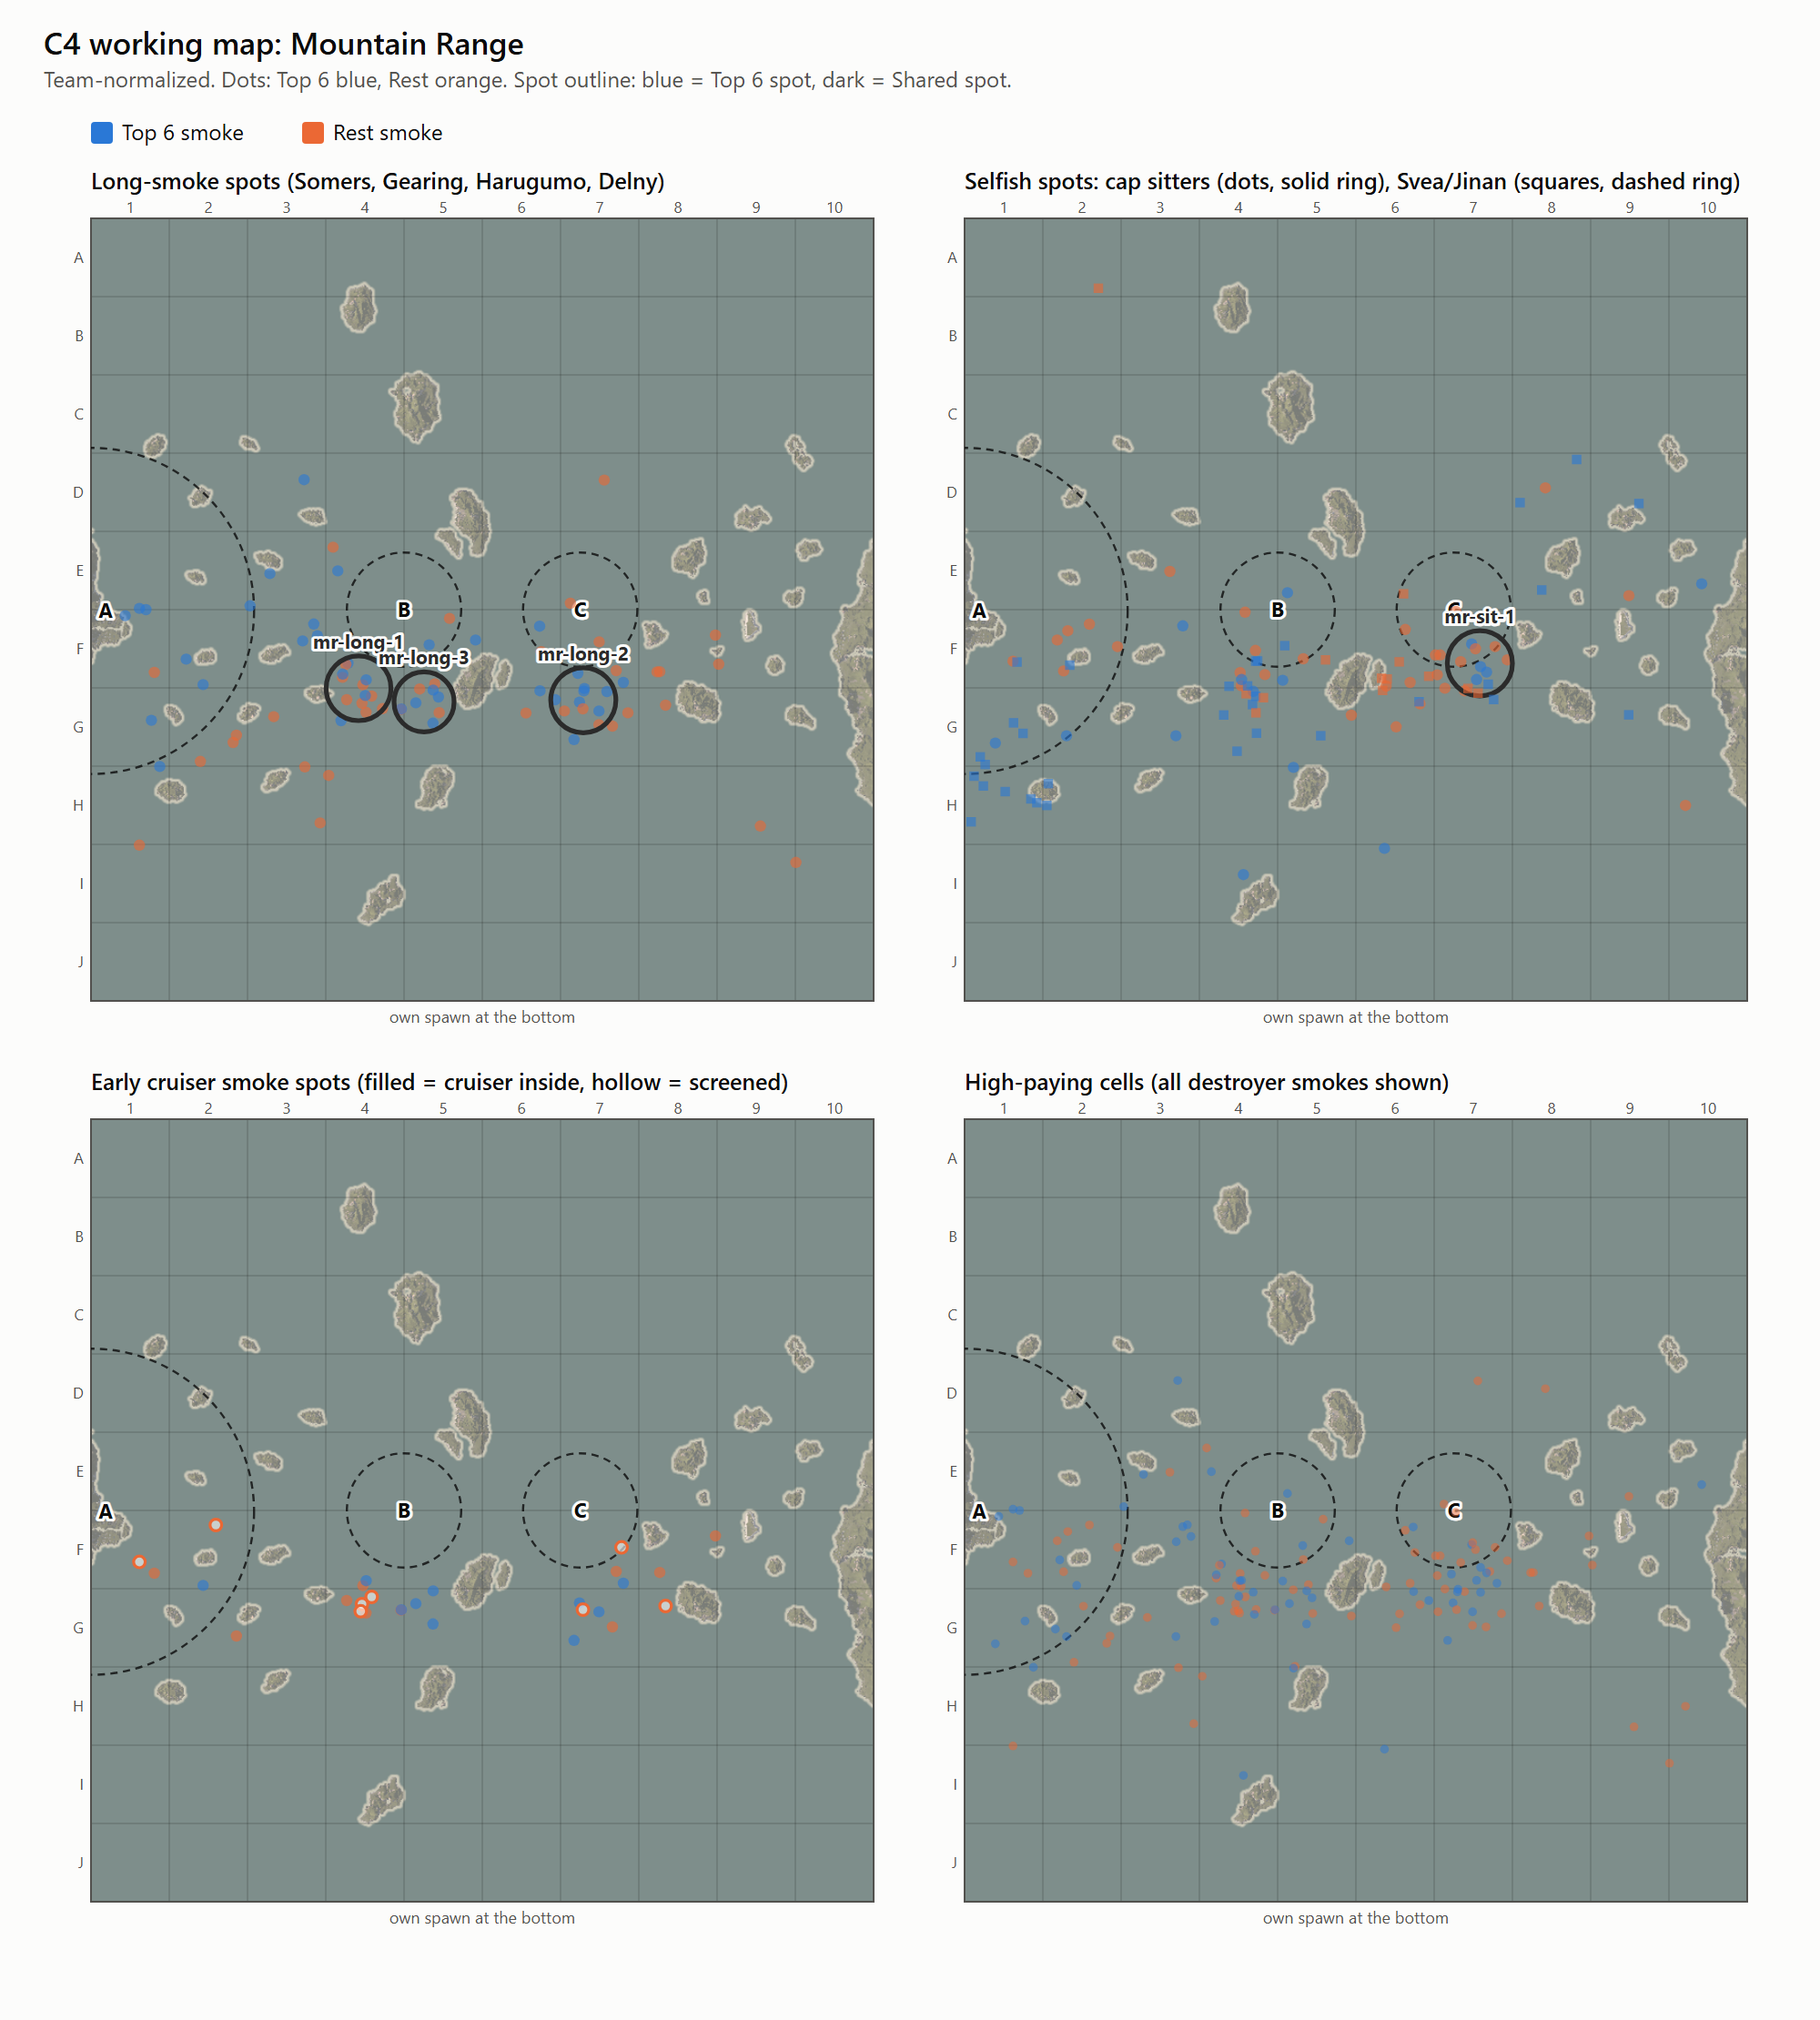 C4 working map: Mountain Range
Team-normalized. Dots: Top 6 blue, Rest orange. Spot outline: blue = Top 6 spot, dark = Shared spot.
Top 6 smoke Rest smoke
Long-smoke spots (Somers, Gearing, Harugumo, Delny)
1 2 3 4 5 6 7 8 9 10
A
B
C
D
E
A B C
F
mr-long-1
mr-long-3
mr-long-2
G
H
I
J
own spawn at the bottom
Selfish spots: cap sitters (dots, solid ring), Svea/Jinan (squares, dashed ring)
1 2 3 4 5 6 7 8 9 10
A
B
C
D
E
A B C
mr-sit-1
F
G
H
I
J
own spawn at the bottom
Early cruiser smoke spots (filled = cruiser inside, hollow = screened)
1 2 3 4 5 6 7 8 9 10
A
B
C
D
E
A B C
F
G
H
I
J
own spawn at the bottom
High-paying cells (all destroyer smokes shown)
1 2 3 4 5 6 7 8 9 10
A
B
C
D
E
A B C
F
G
H
I
J
own spawn at the bottom